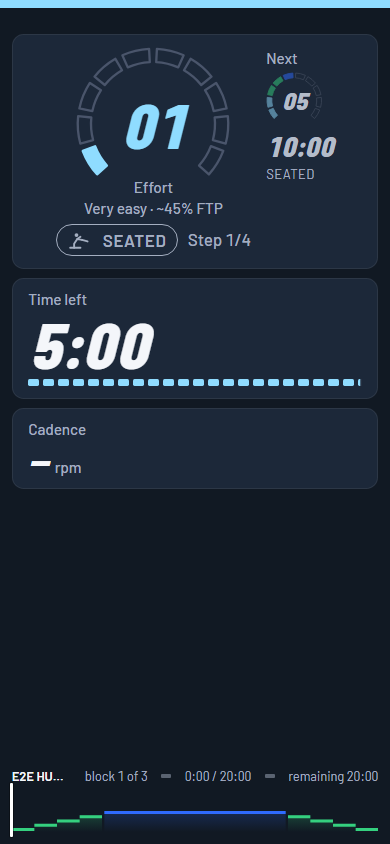 01
Effort
Very easy · ~45% FTP
SEATED
Step 1/4
Next
05
10:00
SEATED
Time left
5:00
Cadence
– rpm
E2E HU... block 1 of 3 – 0:00 / 20:00 – remaining 20:00